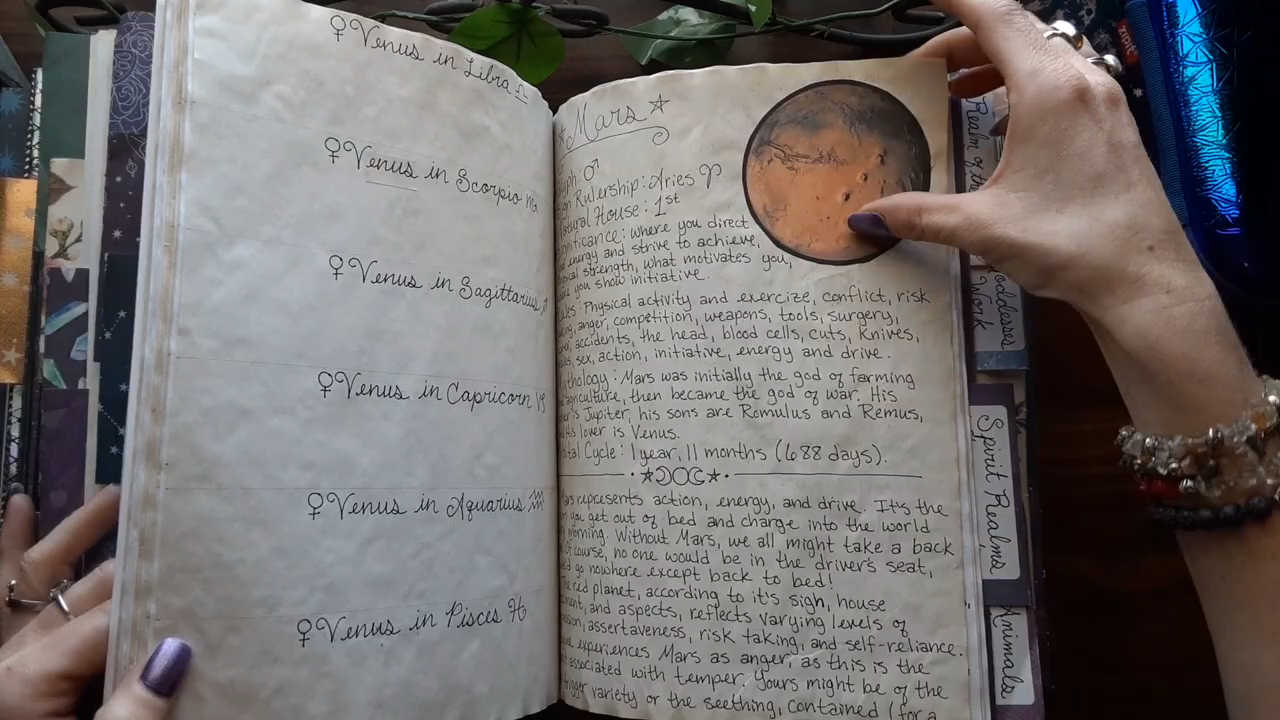 ♀ Venus in Libra ♎
♀ Venus in Scorpio ♏
♀ Venus in Sagittarius ♐
♀ Venus in Capricorn ♑
♀ Venus in Aquarius ♒
♀ Venus in Pisces ♓
☆Mars☆
♂
Rulership: Aries ♈
House: 1st
where you direct
energy and strive to achieve,
strength, what motivates you,
you show initiative.
Physical activity and exercize, conflict, risk
anger, competition, weapons, tools, surgery,
accidents, the head, blood cells, cuts, Knives,
sex, action, initiative, energy and drive.
Mars was initially the god of farming
agriculture, then became the god of war. His
is Jupiter, his sons are Romulus and Remus,
his lover is Venus.
Cycle: 1 year, 11 months (688 days).
represents action, energy, and drive. It's the
you get out of bed and charge into the world
morning. Without Mars, we all might take a back
Of course, no one would be in the driver's seat,
go nowhere except back to bed!
The red planet, according to it's sign, house
and aspects, reflects varying levels of
assertaveness, risk taking, and self-reliance.
experiences Mars as anger, as this is the
associated with temper. Yours might be of the
variety or the seething, contained (for a
Realm of the
Goddesses
Work
Spirit Realms
Animals
zipit